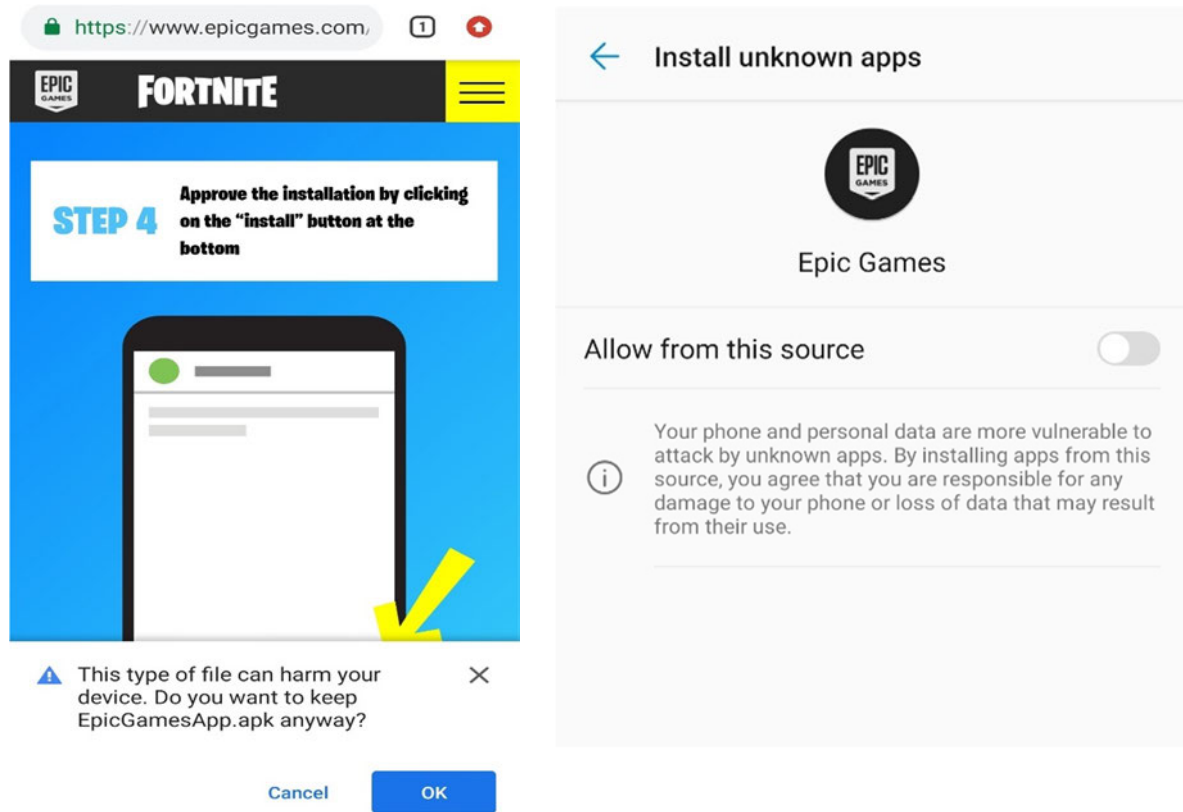 https://www.epicgames.com/
1
EPIC
GAMES
FORTNITE
STEP 4
Approve the installation by clicking
on the “install” button at the
bottom
This type of file can harm your
device. Do you want to keep
EpicGamesApp.apk anyway?
Cancel
OK
Install unknown apps
EPIC
GAMES
Epic Games
Allow from this source
Your phone and personal data are more vulnerable to
attack by unknown apps. By installing apps from this
source, you agree that you are responsible for any
damage to your phone or loss of data that may result
from their use.